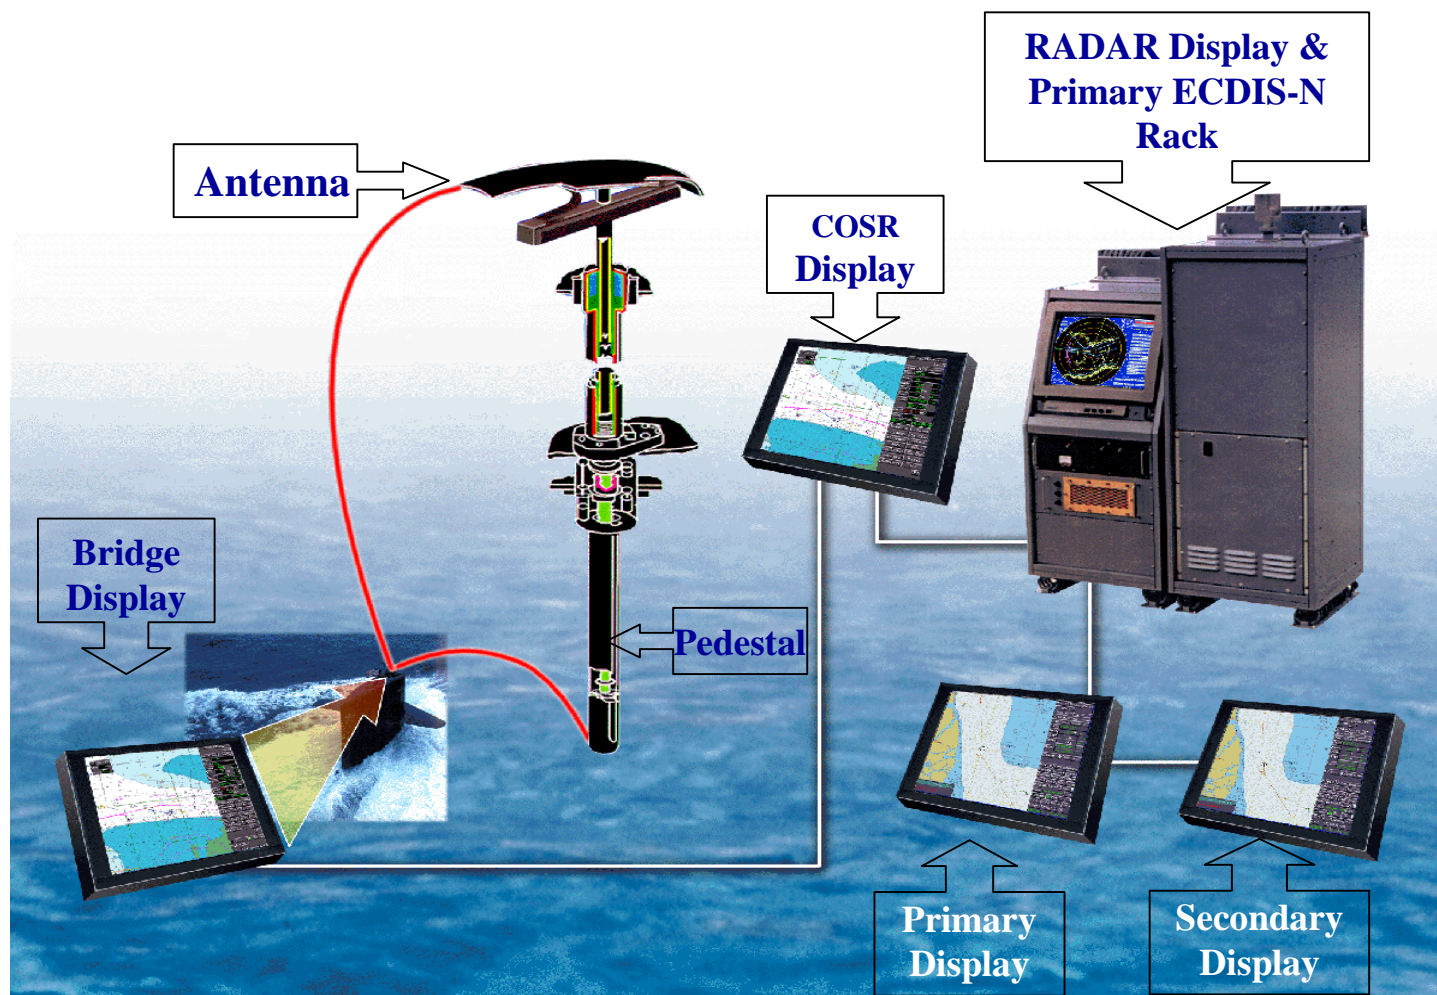 RADAR Display &
Primary ECDIS-N
Rack
Antenna
COSR
Display
Bridge
Display
Pedestal
Primary
Display
Secondary
Display